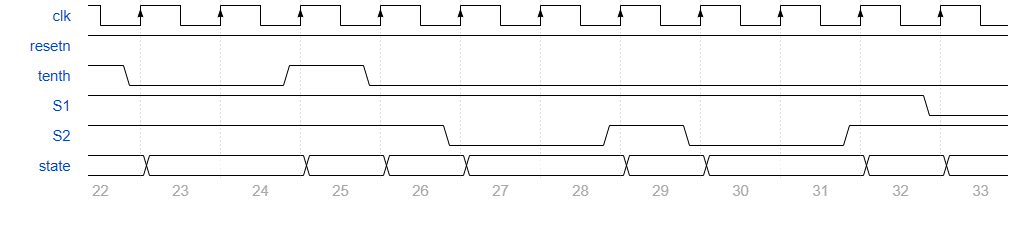 clk
resetn
tenth
S1
S2
state
22 23 24 25 26 27 28 29 30 31 32 33